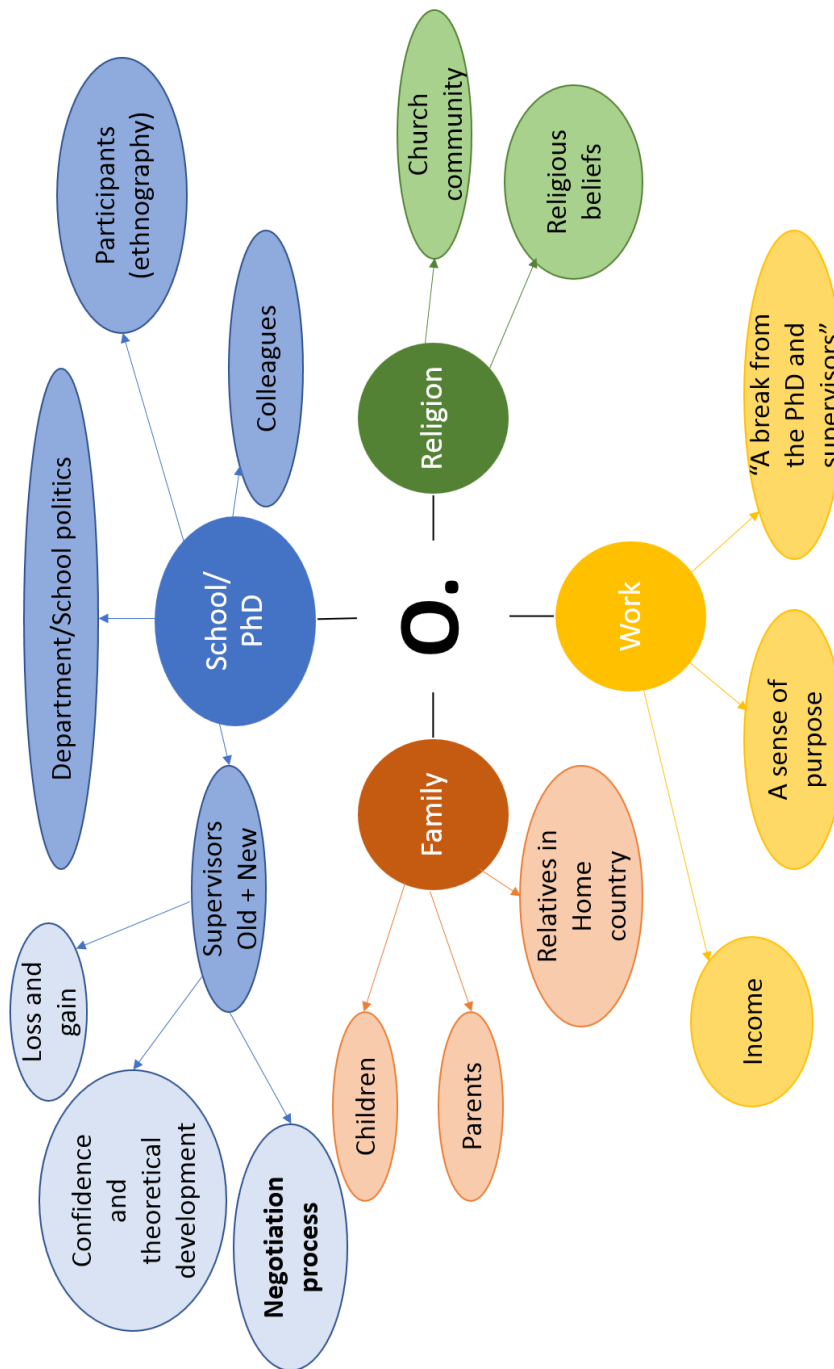 Loss and
gain
Confidence
and
theoretical
development
Negotiation
process
Supervisors
Old + New
Department/School politics
Participants
(ethnography)
School/
PhD
Colleagues
Children
Parents
Family
Relatives in
Home
country
O.
Religion
Church
community
Religious
beliefs
Work
Income
A sense of
purpose
“A break from
the PhD and
supervisors”